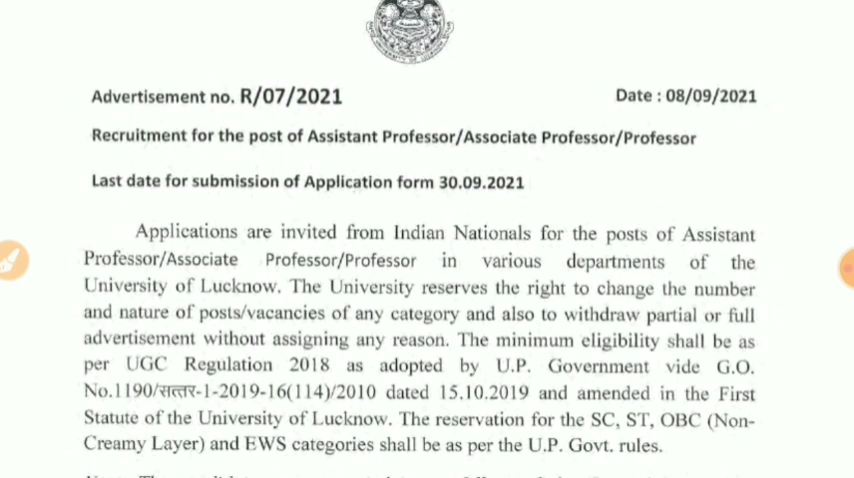 Advertisement no. R/07/2021 Date : 08/09/2021
Recruitment for the post of Assistant Professor/Associate Professor/Professor
Last date for submission of Application form 30.09.2021
Applications are invited from Indian Nationals for the posts of Assistant
Professor/Associate Professor/Professor in various departments of the
University of Lucknow. The University reserves the right to change the number
and nature of posts/vacancies of any category and also to withdraw partial or full
advertisement without assigning any reason. The minimum eligibility shall be as
per UGC Regulation 2018 as adopted by U.P. Government vide G.O.
No.1190/सत्तर-1-2019-16(114)/2010 dated 15.10.2019 and amended in the First
Statute of the University of Lucknow. The reservation for the SC, ST, OBC (Non-
Creamy Layer) and EWS categories shall be as per the U.P. Govt. rules.